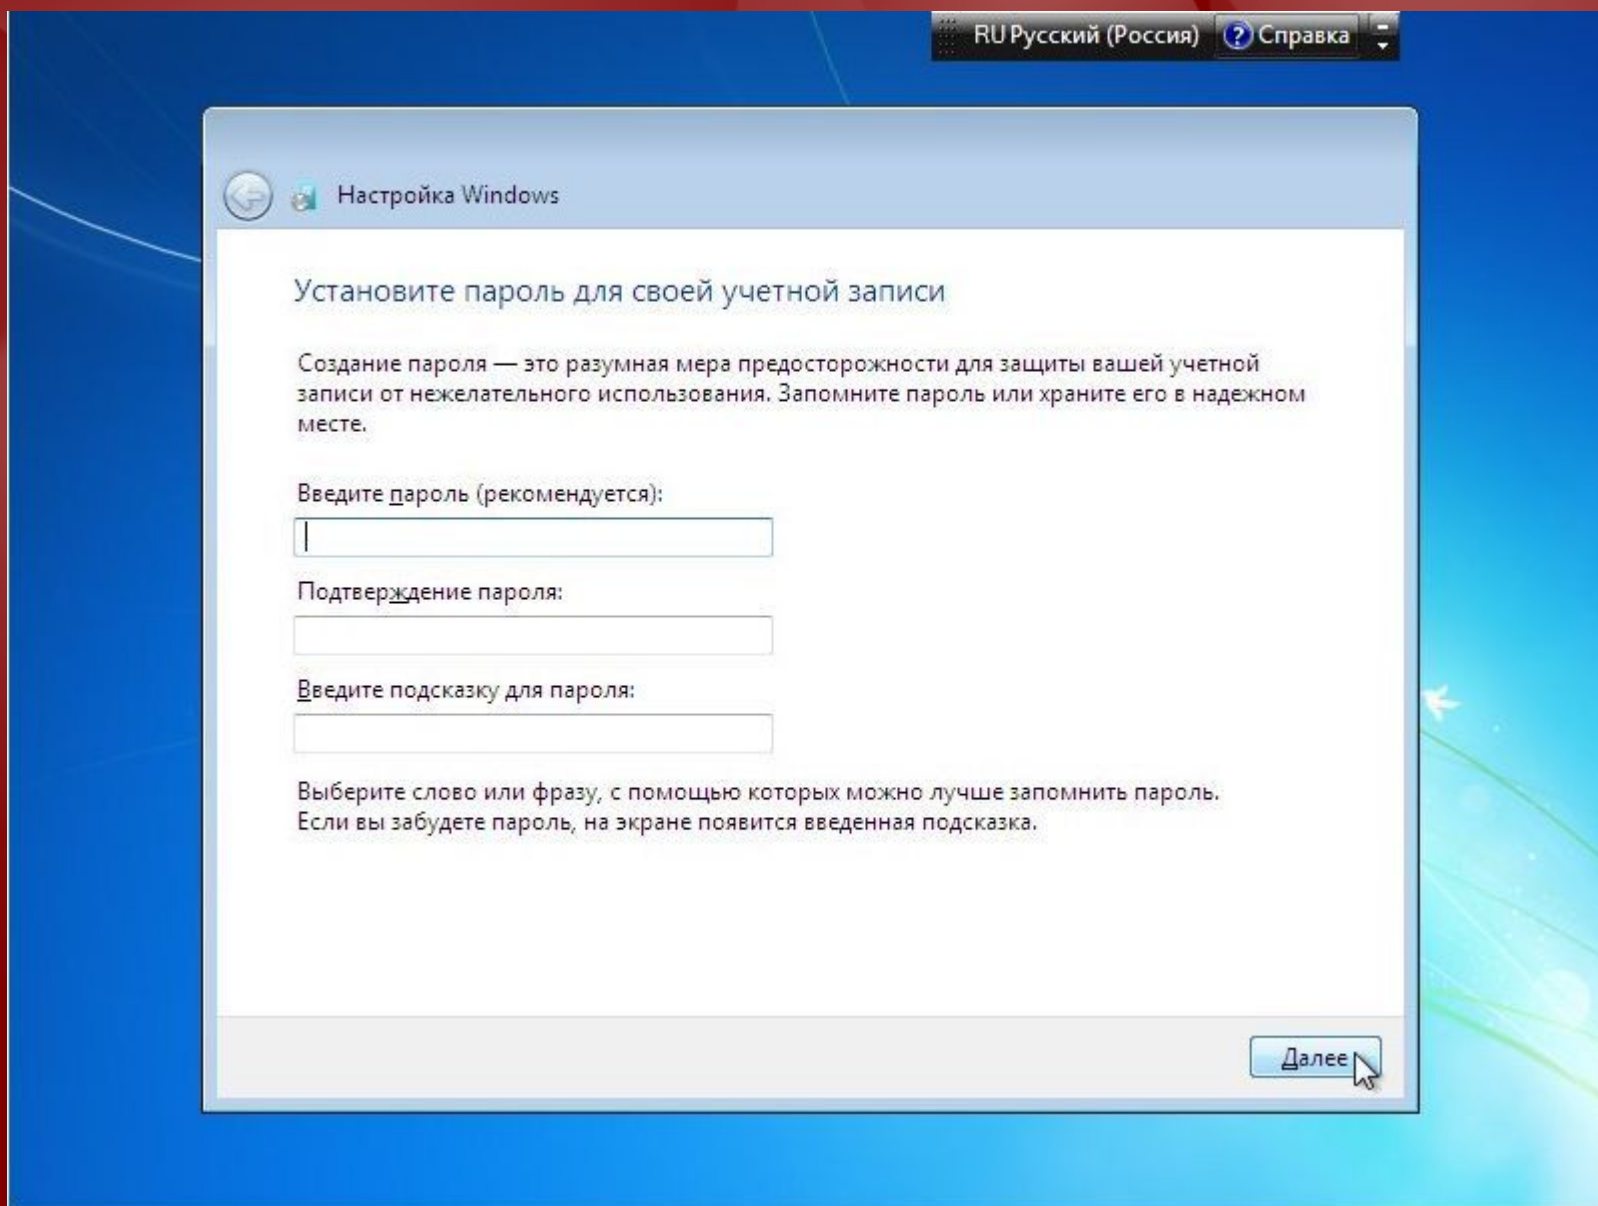 RU Русский (Россия) ? Справка
Настройка Windows
Установите пароль для своей учетной записи
Создание пароля — это разумная мера предосторожности для защиты вашей учетной
записи от нежелательного использования. Запомните пароль или храните его в надежном
месте.
Введите пароль (рекомендуется):
Подтверждение пароля:
Введите подсказку для пароля:
Выберите слово или фразу, с помощью которых можно лучше запомнить пароль.
Если вы забудете пароль, на экране появится введенная подсказка.
Далее